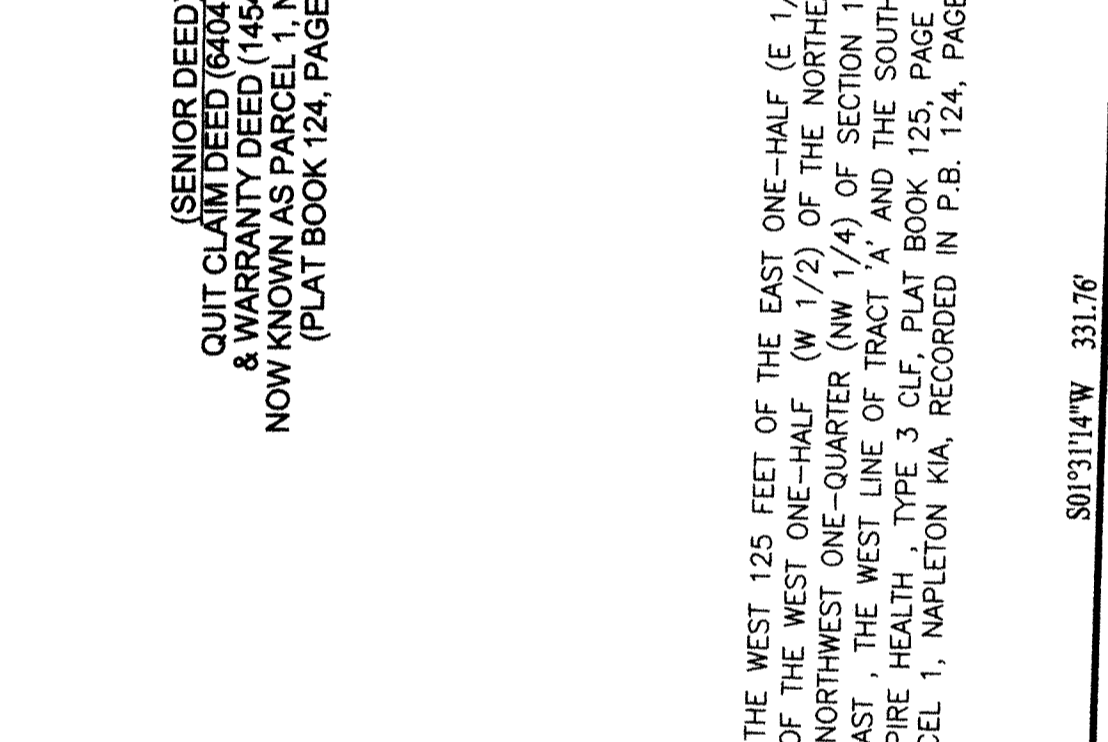 (SENIOR DEED)
QUIT CLAIM DEED (6404
& WARRANTY DEED (145
NOW KNOWN AS PARCEL 1,
(PLAT BOOK 124, PAGE
THE WEST 125 FEET OF THE EAST ONE-HALF (E 1/
OF THE WEST ONE-HALF (W 1/2) OF THE NORTHE
NORTHWEST ONE-QUARTER (NW 1/4) OF SECTION 1
AST , THE WEST LINE OF TRACT 'A' AND THE SOUTH
PIRE HEALTH , TYPE 3 CLF, PLAT BOOK 125, PAGE
CEL 1, NAPLETON KIA, RECORDED IN P.B. 124, PAGE
S01°31'14"W 331.76'